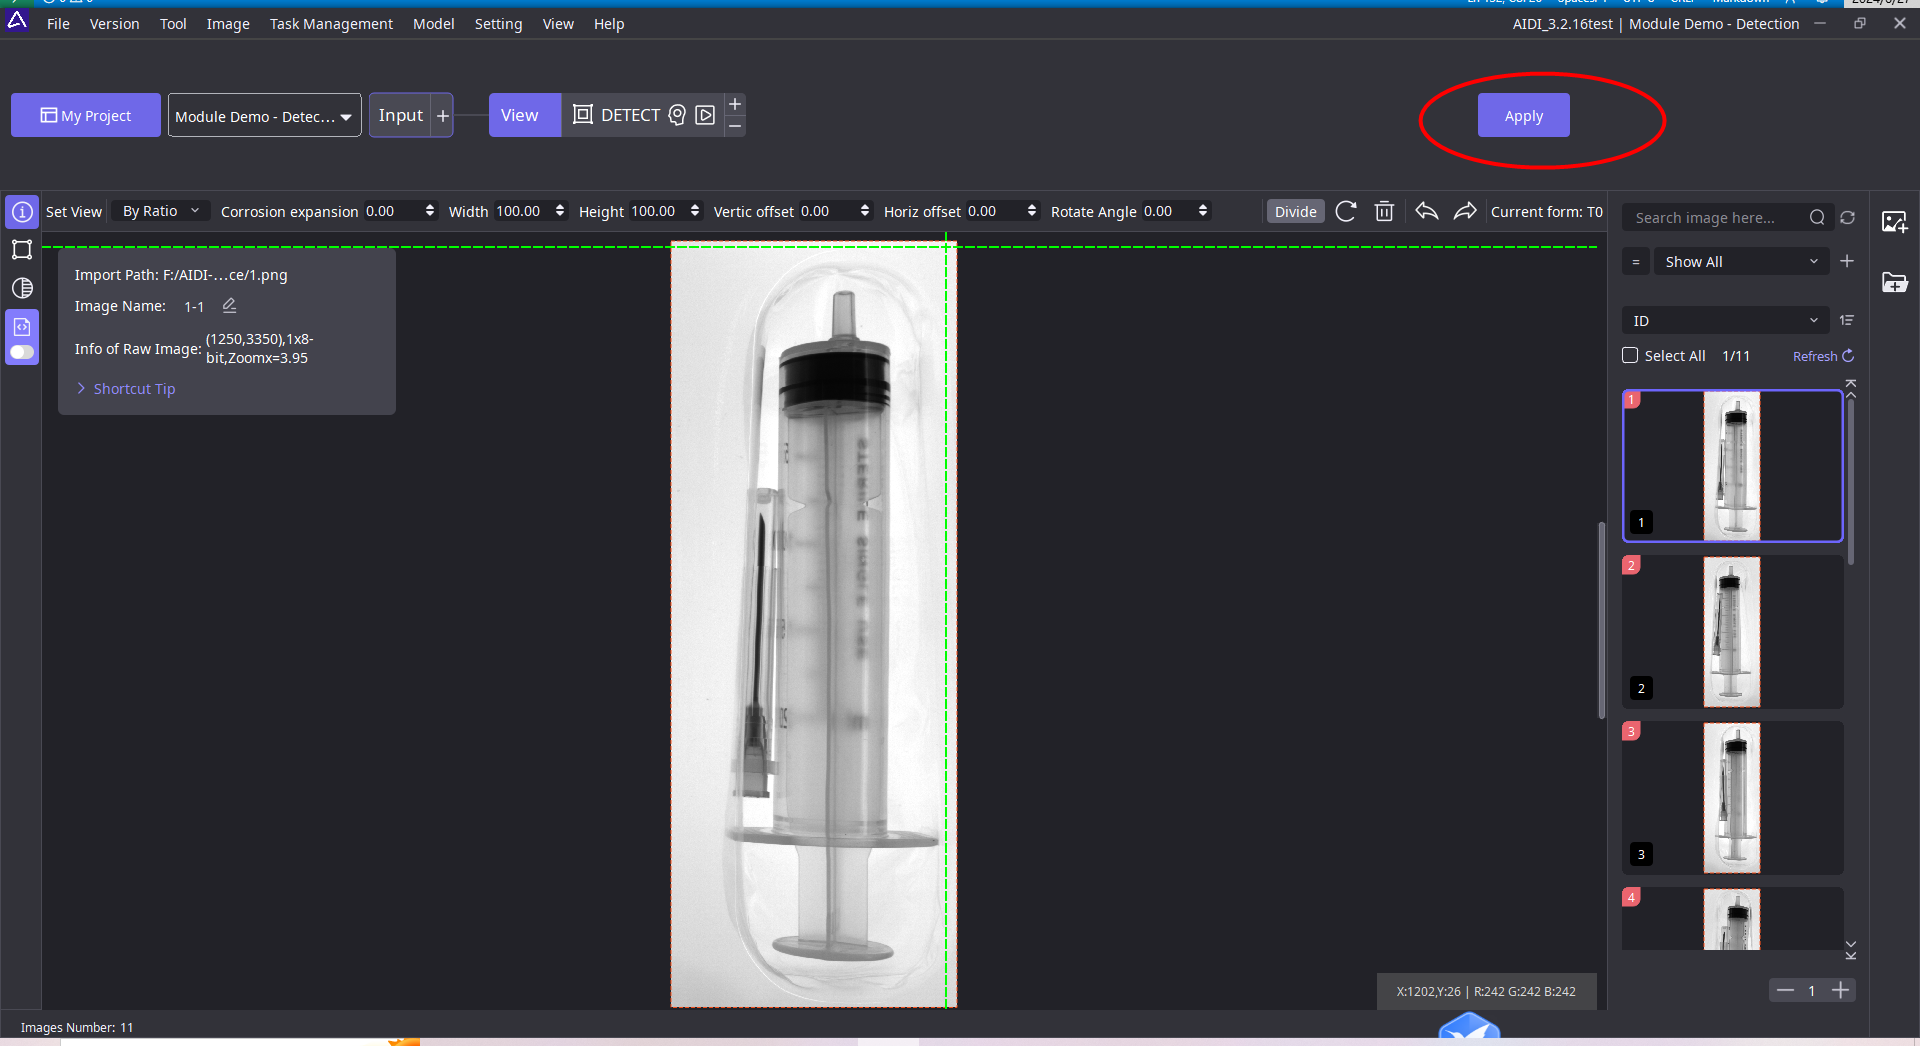 File Version Tool Image Task Management Model Setting View Help
AIDI_3.2.16test | Module Demo - Detection
My Project
Module Demo - Detec...
Input +
View
DETECT
+
−
Apply
Set View By Ratio Corrosion expansion 0.00 Width 100.00 Height 100.00 Vertic offset 0.00 Horiz offset 0.00 Rotate Angle 0.00 Divide Current form: T0
Import Path: F:/AIDI-...ce/1.png
Image Name: 1-1
Info of Raw Image: (1250,3350),1x8-
bit,Zoomx=3.95
Shortcut Tip
Search image here...
= Show All +
ID
Select All 1/11 Refresh
1
1
2
2
3
3
4
− 1 +
X:1202,Y:26 | R:242 G:242 B:242
Images Number: 11